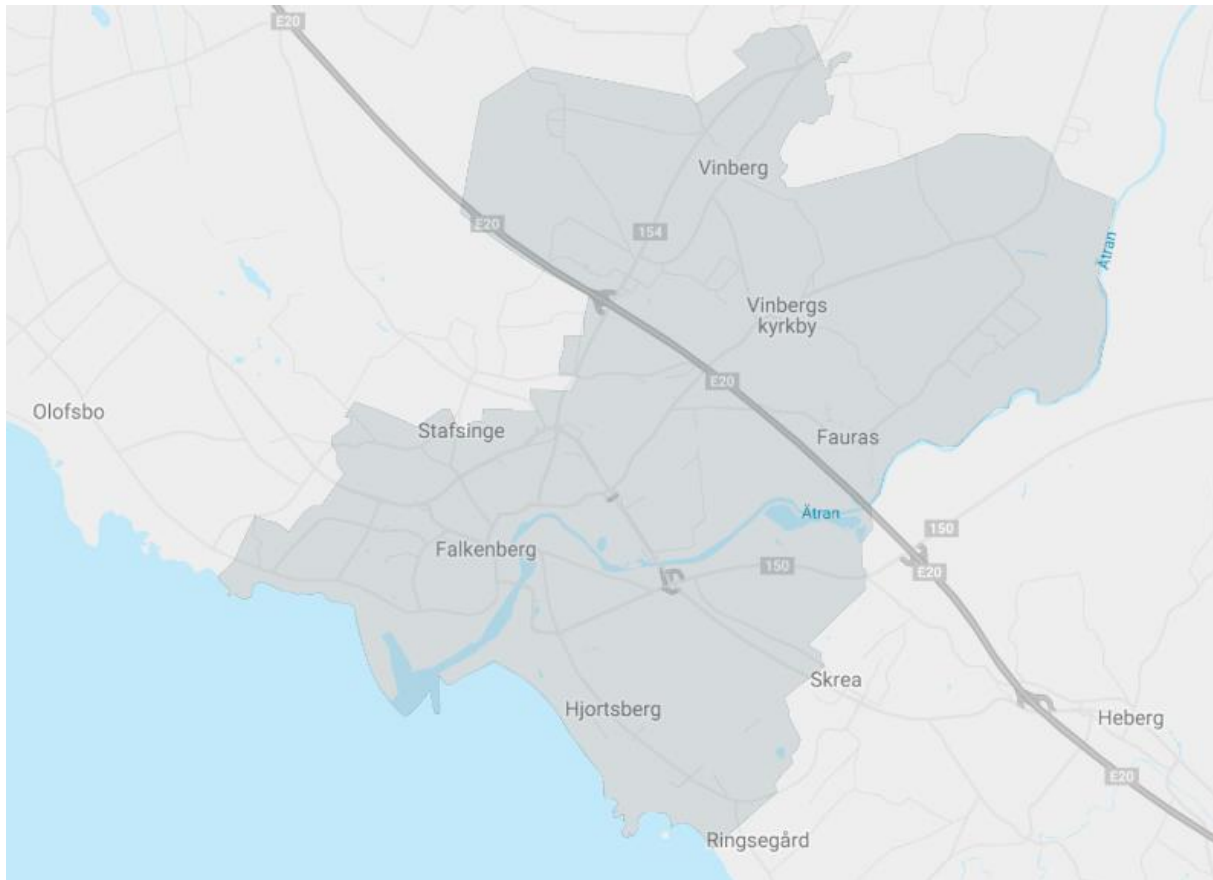 E20
Vinberg
E20
154
Ätran
Vinbergs
kyrkby
E20
Olofsbo
Stafsinge
Fauras
Ätran
150
Falkenberg
150
E20
Skrea
Hjortsberg
Heberg
E20
Ringsegård